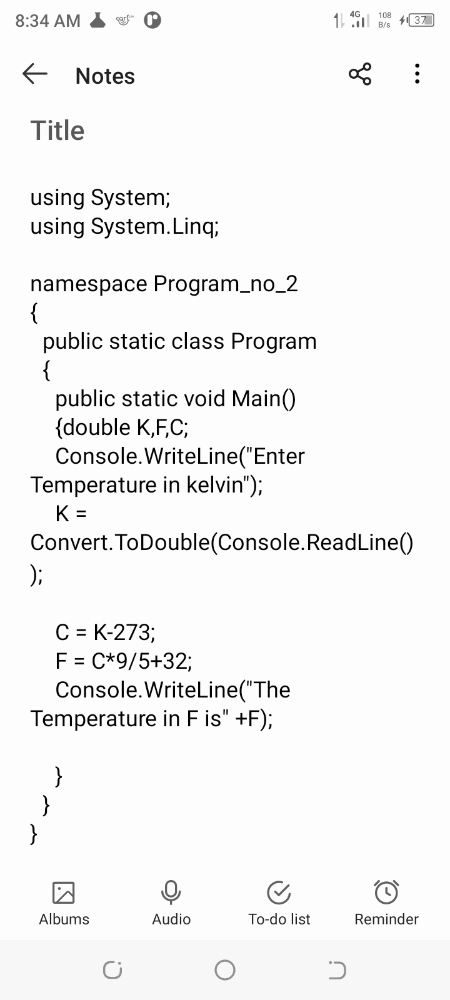 8:34 AM 4G 108 B/s 37
Notes
Title
using System;
using System.Linq;
namespace Program_no_2
{
public static class Program
{
public static void Main()
{double K,F,C;
Console.WriteLine("Enter
Temperature in kelvin");
K =
Convert.ToDouble(Console.ReadLine()
);
C = K-273;
F = C*9/5+32;
Console.WriteLine("The
Temperature in F is" +F);
}
}
}
Albums Audio To-do list Reminder